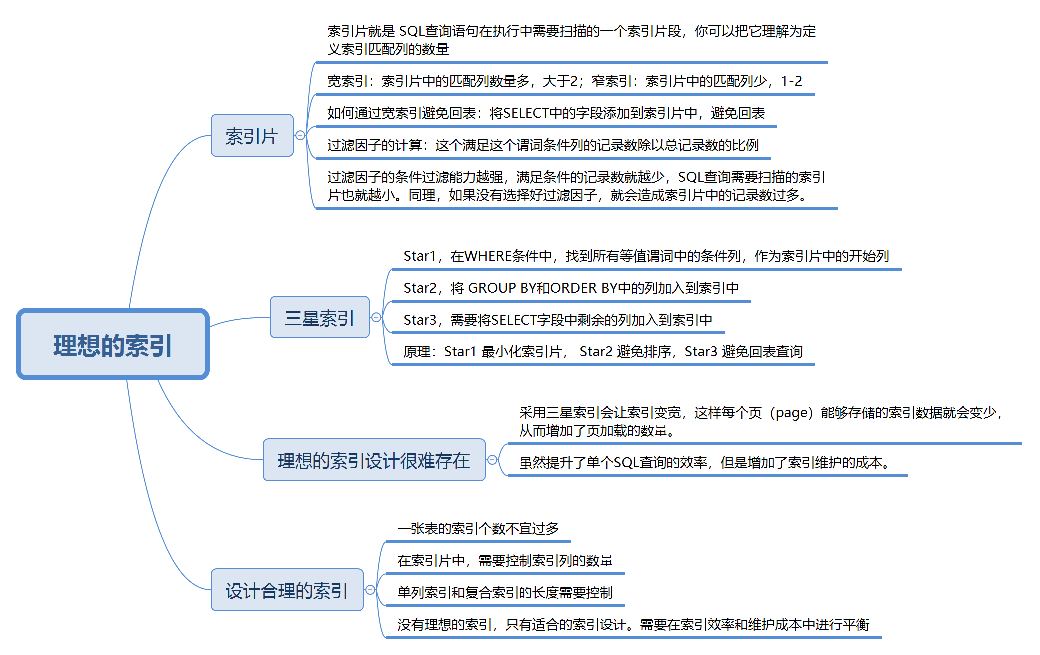 理想的索引
索引片
索引片就是 SQL查询语句在执行中需要扫描的一个索引片段，你可以把它理解为定
义索引匹配列的数量
宽索引：索引片中的匹配列数量多，大于2；窄索引：索引片中的匹配列少，1-2
如何通过宽索引避免回表：将SELECT中的字段添加到索引片中，避免回表
过滤因子的计算：这个满足这个谓词条件列的记录数除以总记录数的比例
过滤因子的条件过滤能力越强，满足条件的记录数就越少，SQL查询需要扫描的索引
片也就越小。同理，如果没有选择好过滤因子，就会造成索引片中的记录数过多。
三星索引
Star1，在WHERE条件中，找到所有等值谓词中的条件列，作为索引片中的开始列
Star2，将 GROUP BY和ORDER BY中的列加入到索引中
Star3，需要将SELECT字段中剩余的列加入到索引中
原理：Star1 最小化索引片， Star2 避免排序，Star3 避免回表查询
理想的索引设计很难存在
采用三星索引会让索引变宽，这样每个页（page）能够存储的索引数据就会变少，
从而增加了页加载的数量。
虽然提升了单个SQL查询的效率，但是增加了索引维护的成本。
设计合理的索引
一张表的索引个数不宜过多
在索引片中，需要控制索引列的数量
单列索引和复合索引的长度需要控制
没有理想的索引，只有适合的索引设计。需要在索引效率和维护成本中进行平衡